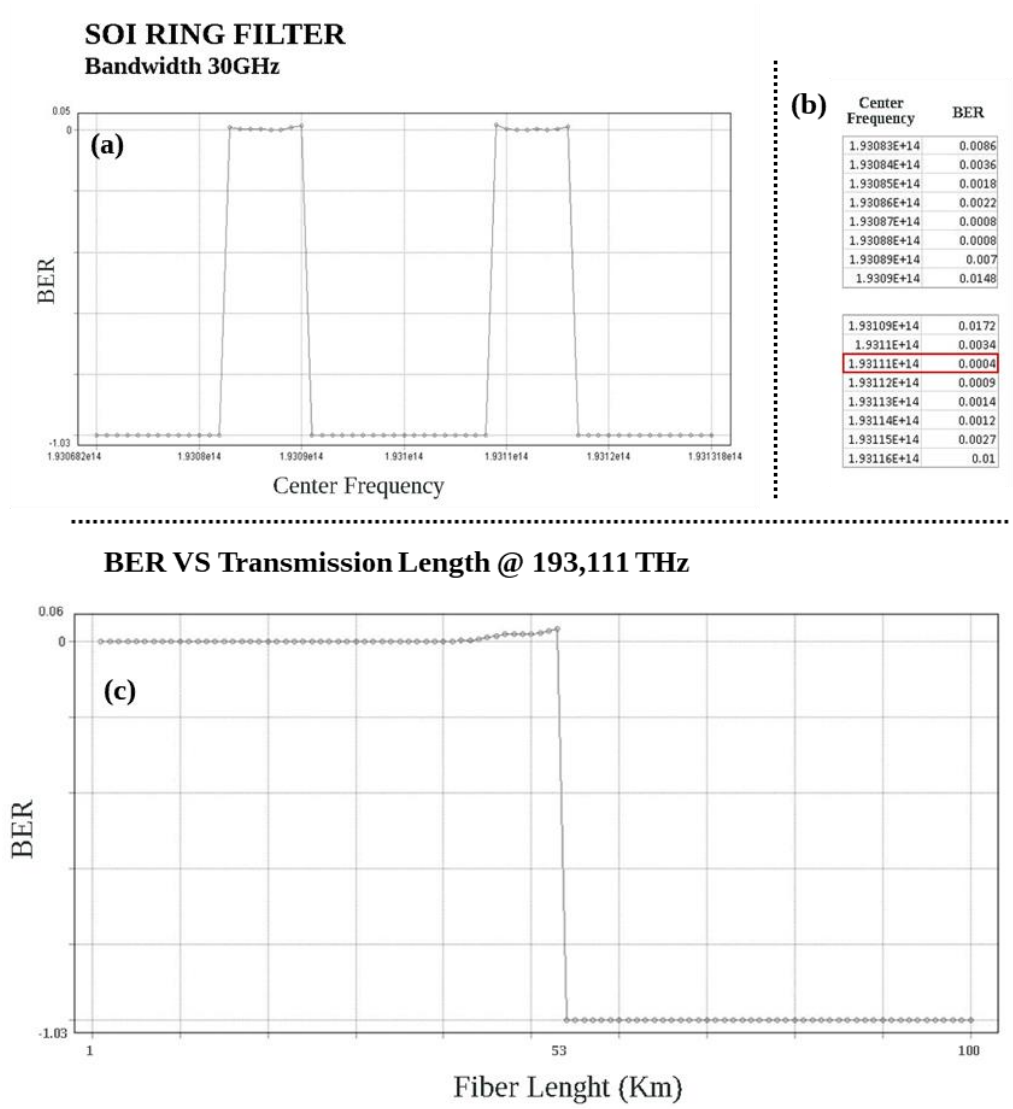 SOI RING FILTER
Bandwidth 30GHz
0.05
0
(a)
BER
-1.03
1.930682e14 1.9308e14 1.9309e14 1.931e14 1.9311e14 1.9312e14 1.931318e14
Center Frequency
(b)
Center
Frequency BER
1.93083E+14 0.0086
1.93084E+14 0.0036
1.93085E+14 0.0018
1.93086E+14 0.0022
1.93087E+14 0.0008
1.93088E+14 0.0008
1.93089E+14 0.007
1.9309E+14 0.0148
1.93109E+14 0.0172
1.9311E+14 0.0034
1.93111E+14 0.0004
1.93112E+14 0.0009
1.93113E+14 0.0014
1.93114E+14 0.0012
1.93115E+14 0.0027
1.93116E+14 0.01
BER VS Transmission Length @ 193,111 THz
0.06
0
(c)
BER
-1.03
1 53 100
Fiber Lenght (Km)